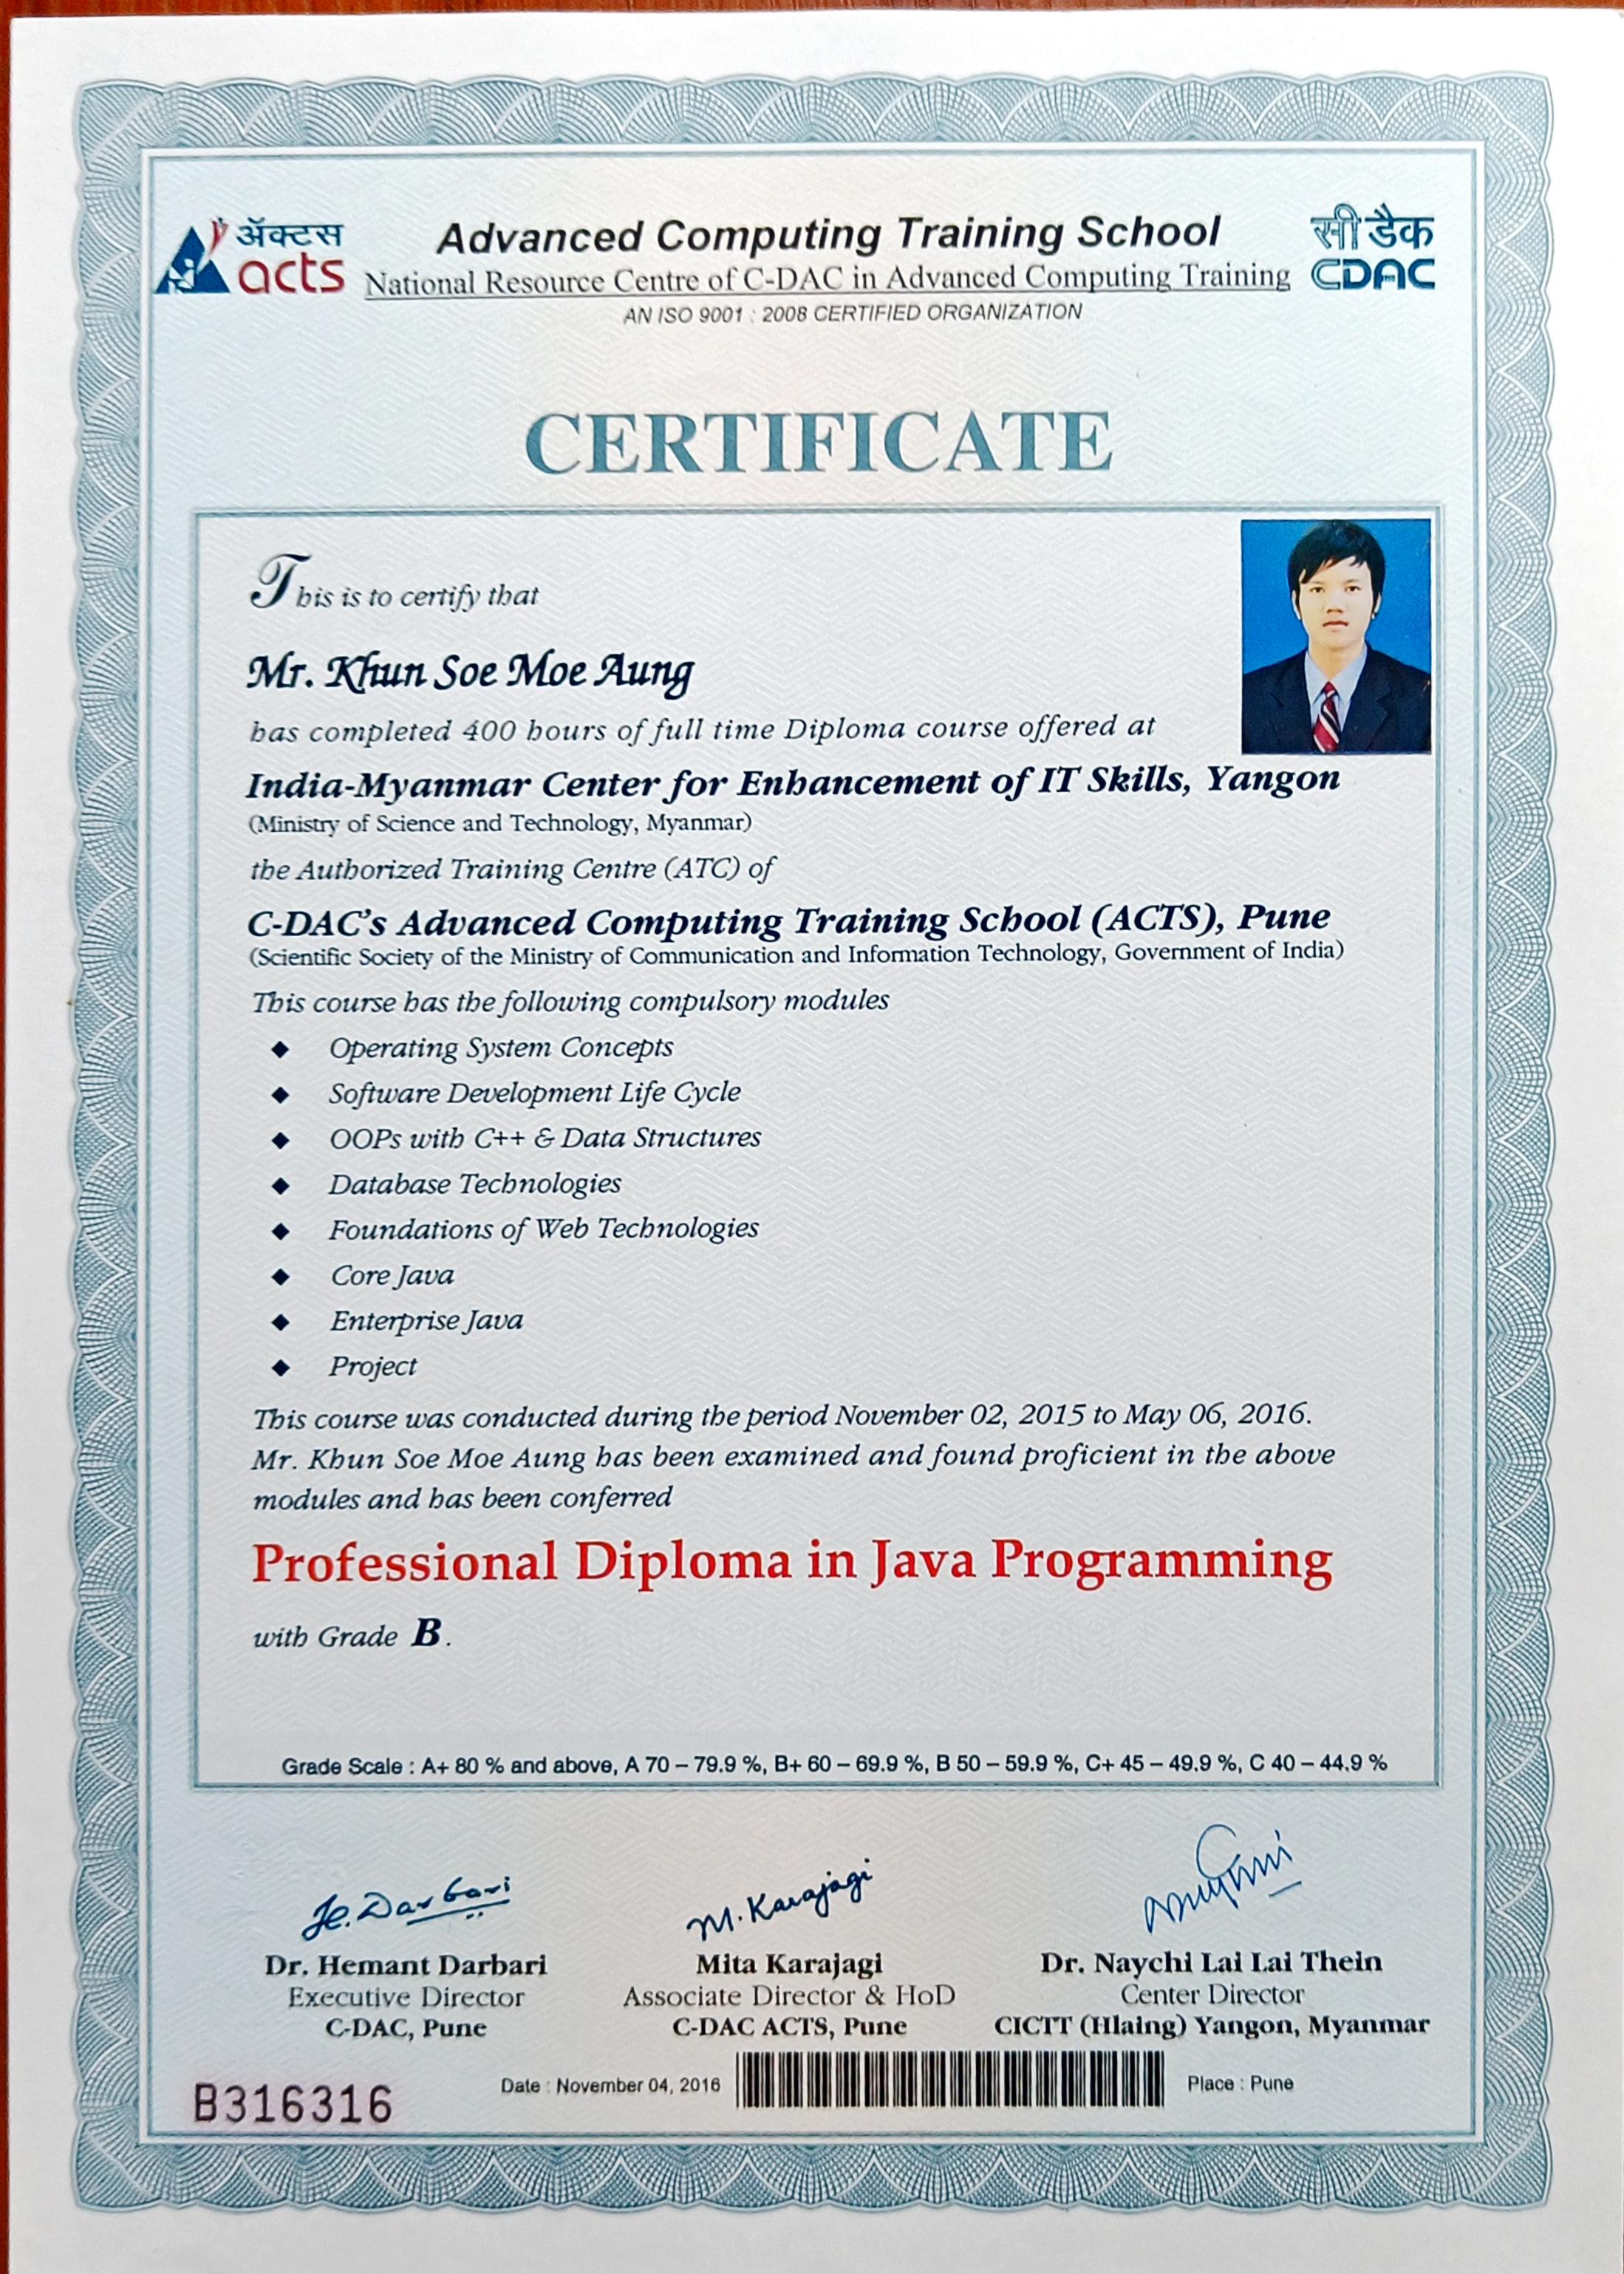 ॲक्टस
acts
Advanced Computing Training School
National Resource Centre of C-DAC in Advanced Computing Training
AN ISO 9001 : 2008 CERTIFIED ORGANIZATION
सी डैक
CDAC
CERTIFICATE
This is to certify that
Mr. Khun Soe Moe Aung
has completed 400 hours of full time Diploma course offered at
India-Myanmar Center for Enhancement of IT Skills, Yangon
(Ministry of Science and Technology, Myanmar)
the Authorized Training Centre (ATC) of
C-DAC's Advanced Computing Training School (ACTS), Pune
(Scientific Society of the Ministry of Communication and Information Technology, Government of India)
This course has the following compulsory modules
◆ Operating System Concepts
◆ Software Development Life Cycle
◆ OOPs with C++ & Data Structures
◆ Database Technologies
◆ Foundations of Web Technologies
◆ Core Java
◆ Enterprise Java
◆ Project
This course was conducted during the period November 02, 2015 to May 06, 2016.
Mr. Khun Soe Moe Aung has been examined and found proficient in the above
modules and has been conferred
Professional Diploma in Java Programming
with Grade B.
Grade Scale : A+ 80 % and above, A 70 – 79.9 %, B+ 60 – 69.9 %, B 50 – 59.9 %, C+ 45 – 49.9 %, C 40 – 44.9 %
H. Darbari
M. Karajagi
Dr. Hemant Darbari
Executive Director
C-DAC, Pune
Mita Karajagi
Associate Director & HoD
C-DAC ACTS, Pune
Dr. Naychi Lai Lai Thein
Center Director
CICTT (Hlaing) Yangon, Myanmar
B316316
Date : November 04, 2016
Place : Pune